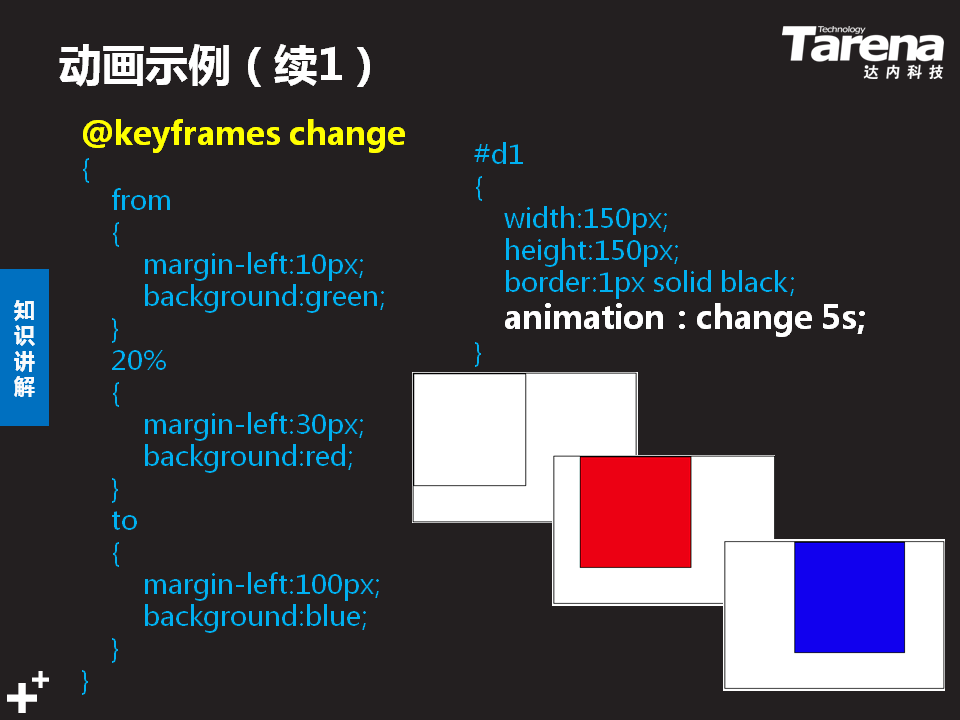 动画示例（续1）
Technology
Tarena
达内科技
@keyframes change
{
from
{
margin-left:10px;
background:green;
}
20%
{
margin-left:30px;
background:red;
}
to
{
margin-left:100px;
background:blue;
}
}
#d1
{
width:150px;
height:150px;
border:1px solid black;
animation：change 5s;
}
知识讲解